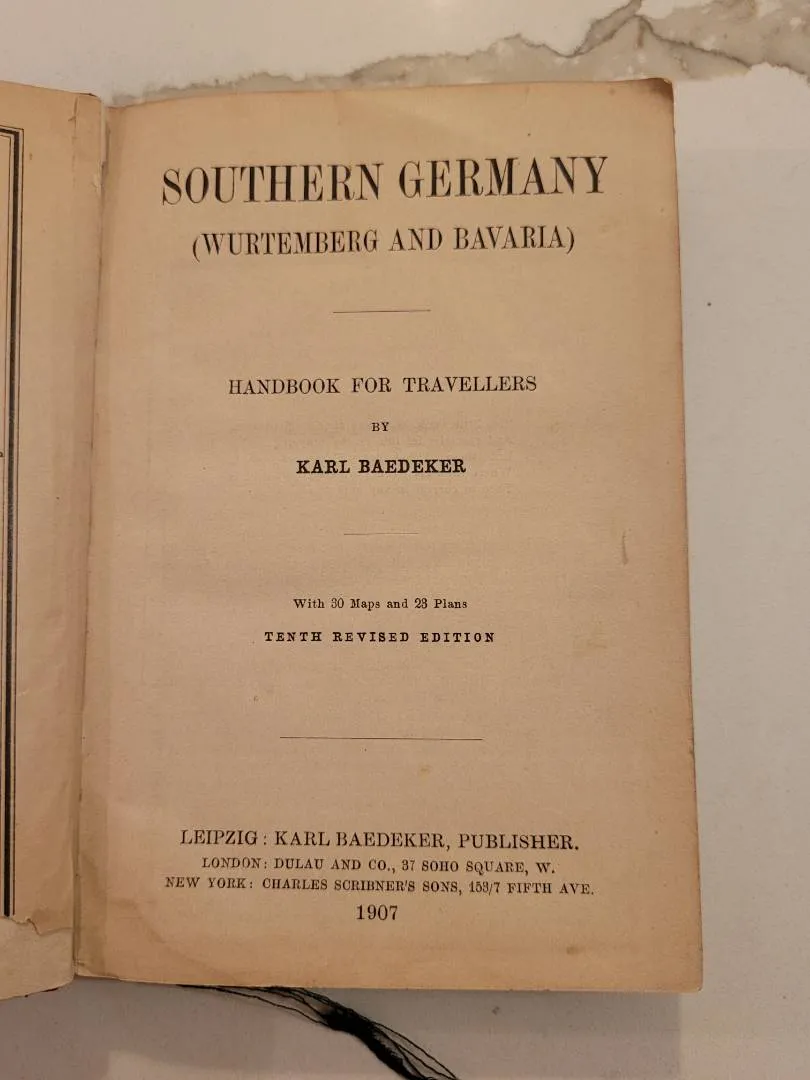 SOUTHERN GERMANY
(WURTEMBERG AND BAVARIA)
HANDBOOK FOR TRAVELLERS
BY
KARL BAEDEKER
With 30 Maps and 23 Plans
TENTH REVISED EDITION
LEIPZIG: KARL BAEDEKER, PUBLISHER.
LONDON: DULAU AND CO., 37 SOHO SQUARE, W.
NEW YORK: CHARLES SCRIBNER'S SONS, 153/7 FIFTH AVE.
1907